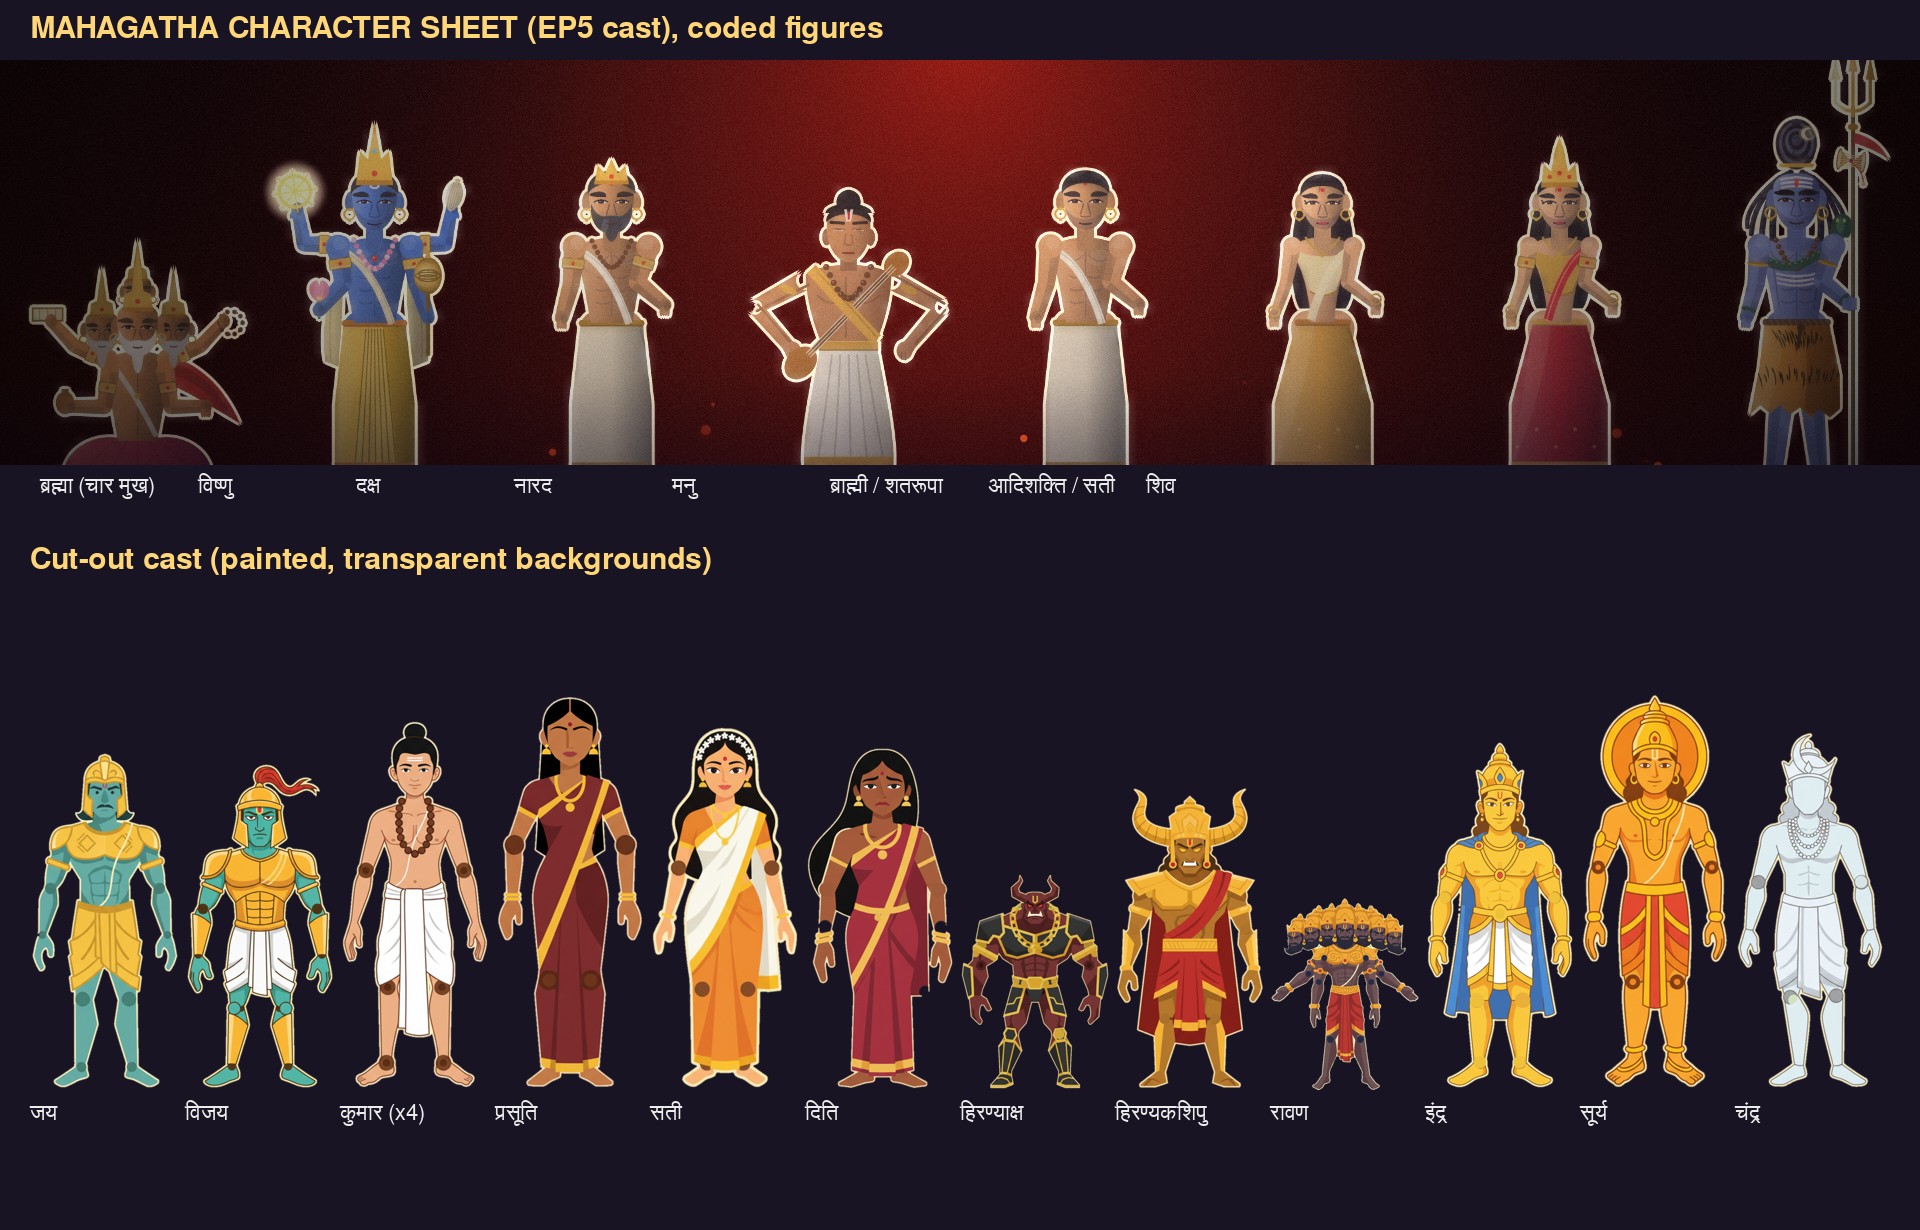 MAHAGATHA CHARACTER SHEET (EP5 cast), coded figures
ब्रह्मा (चार मुख) विष्णु दक्ष नारद मनु ब्राह्मी / शतरूपा आदिशक्ति / सती शिव
Cut-out cast (painted, transparent backgrounds)
जय विजय कुमार (x4) प्रसूति सती दिति हिरण्याक्ष हिरण्यकशिपु रावण इंद्र सूर्य चंद्र